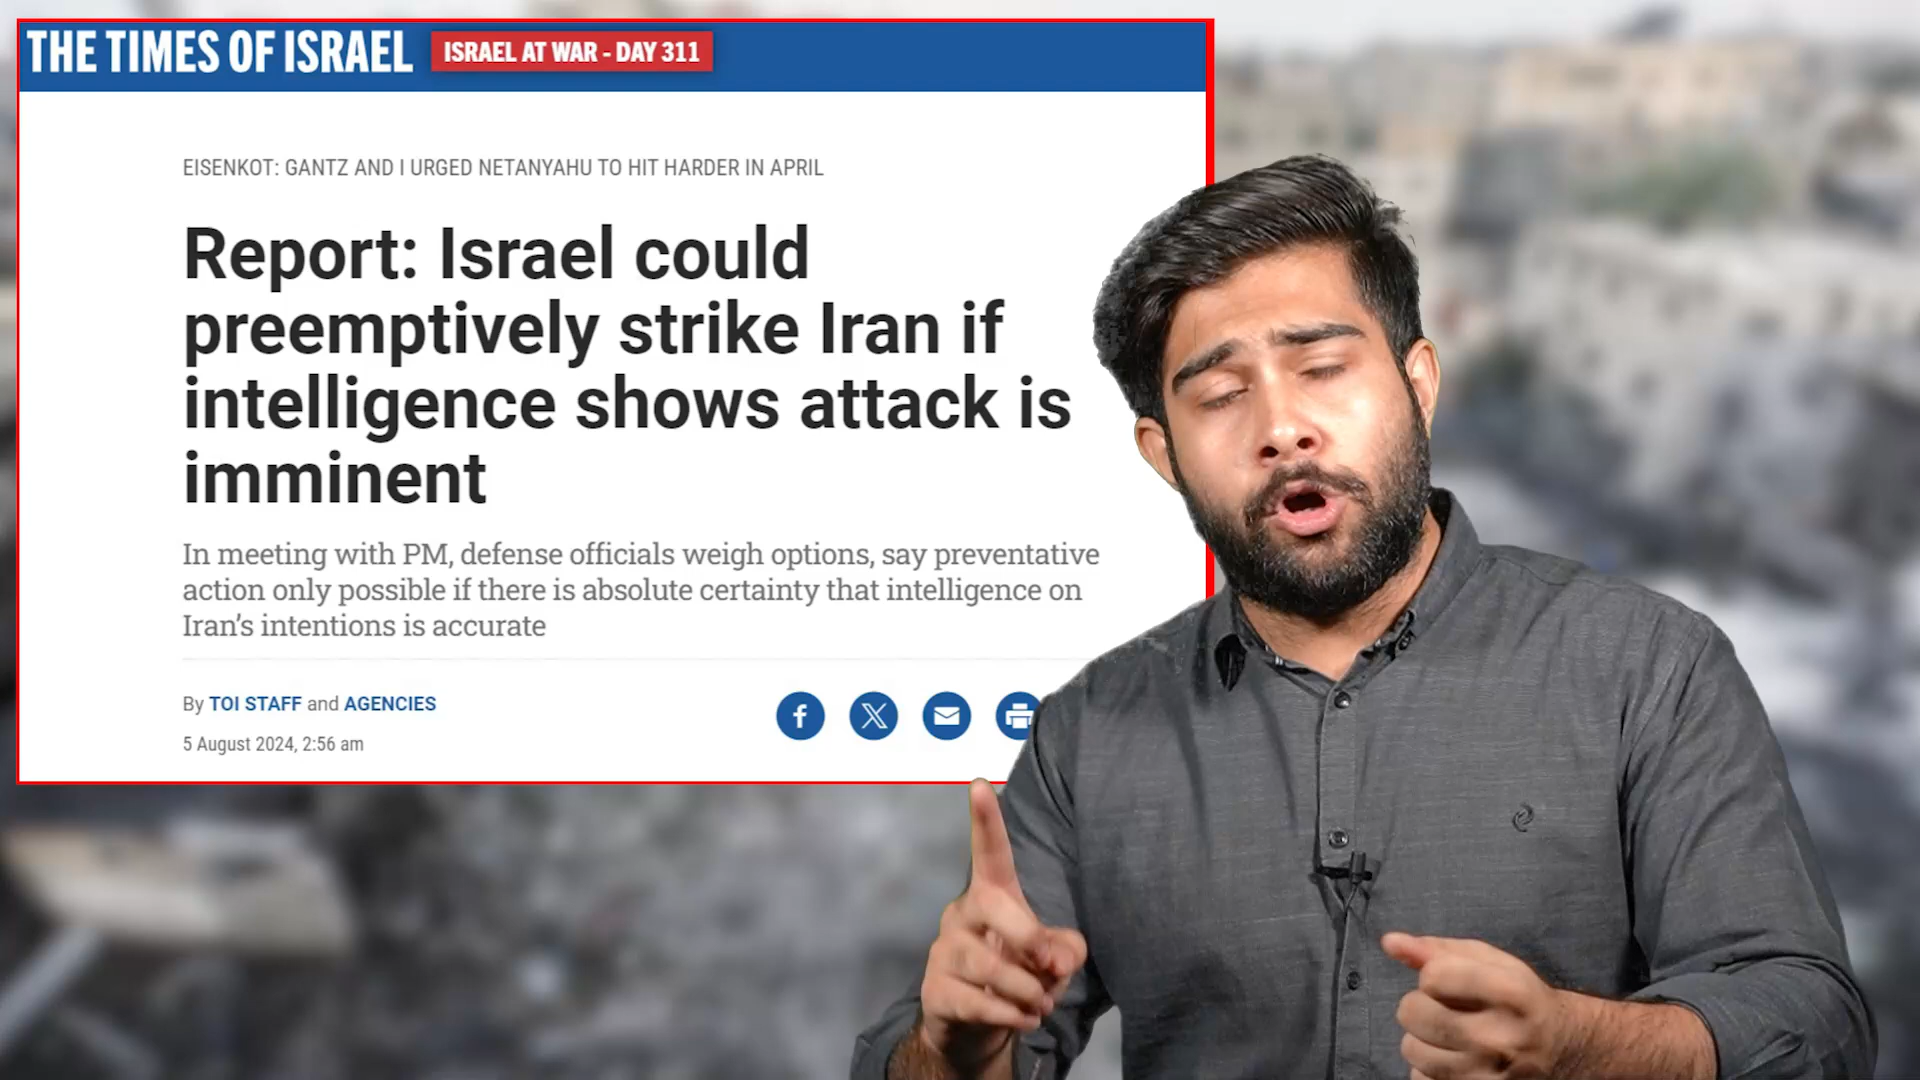 THE TIMES OF ISRAEL ISRAEL AT WAR - DAY 311
EISENKOT: GANTZ AND I URGED NETANYAHU TO HIT HARDER IN APRIL
Report: Israel could
preemptively strike Iran if
intelligence shows attack is
imminent
In meeting with PM, defense officials weigh options, say preventative
action only possible if there is absolute certainty that intelligence on
Iran’s intentions is accurate
By TOI STAFF and AGENCIES
5 August 2024, 2:56 am